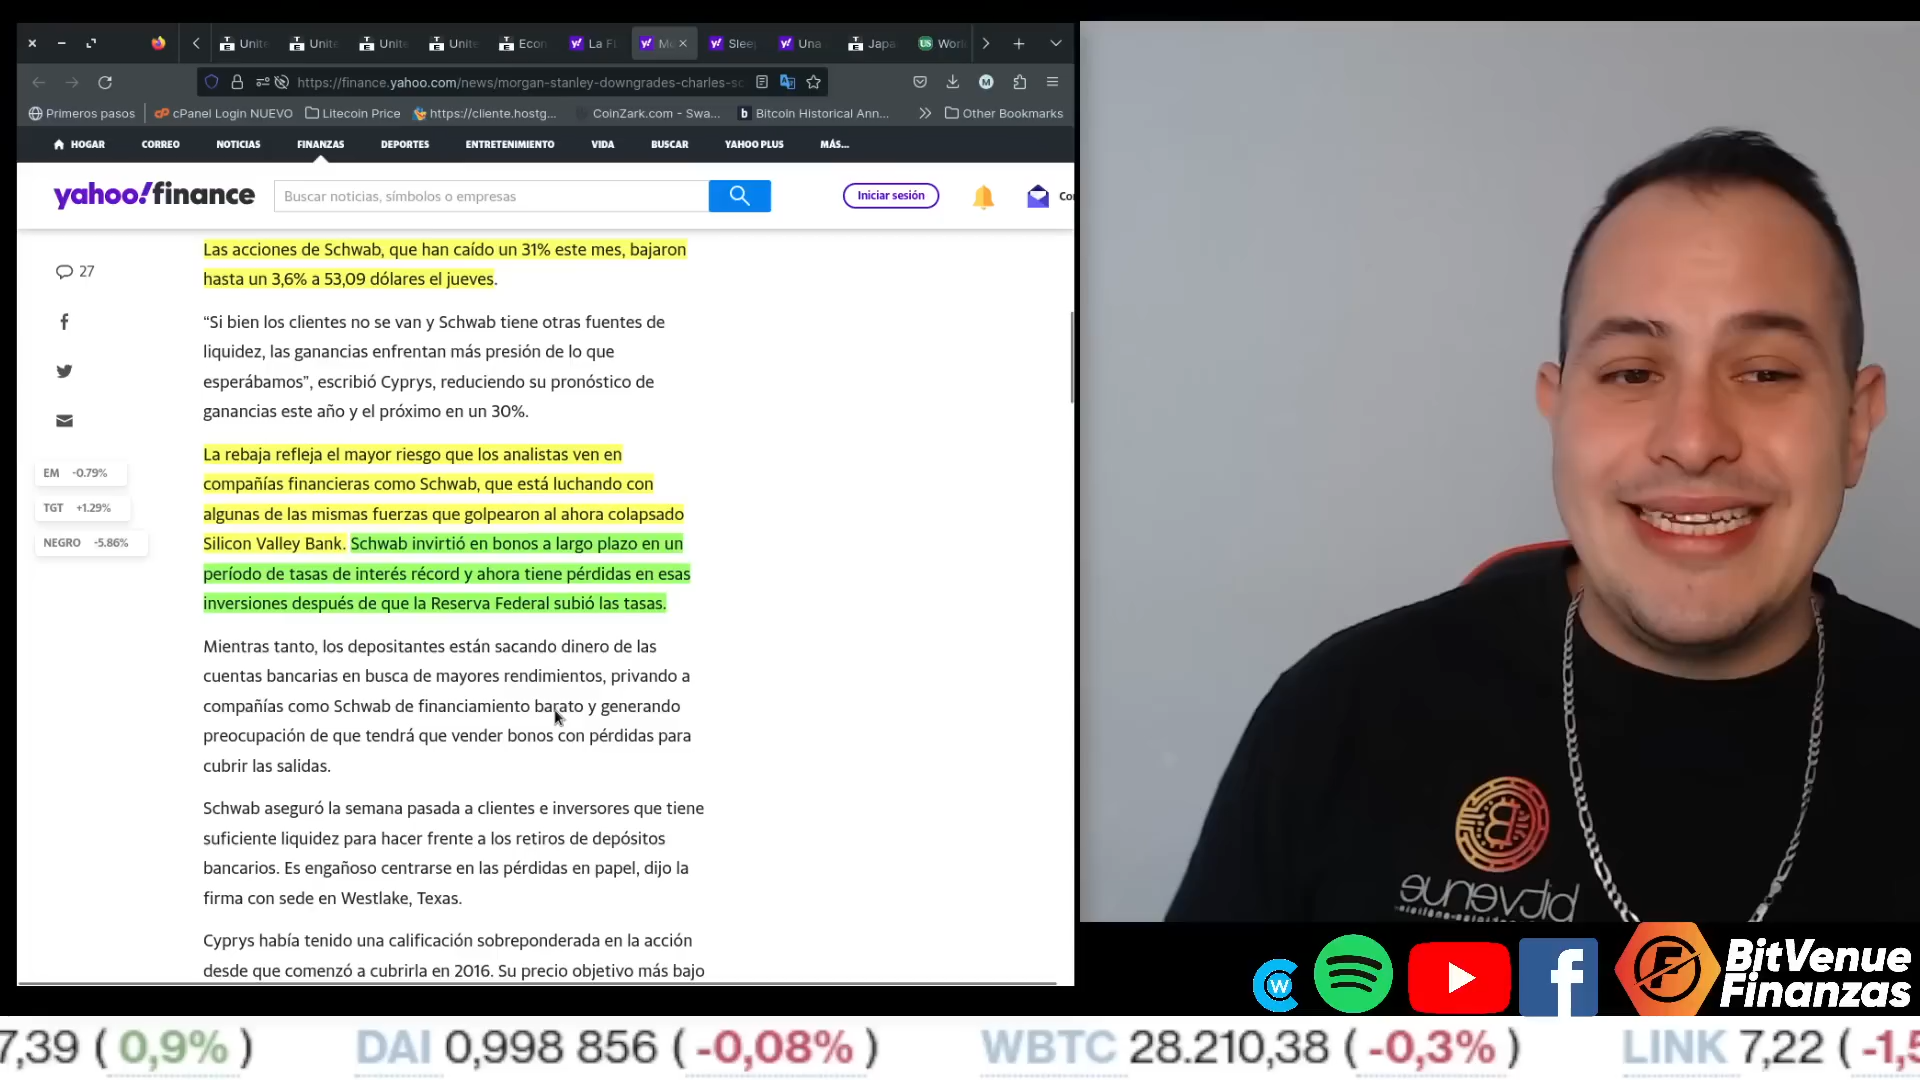 Unite
Unite
Unite
Unite
Econ
La F
Mo
Slee
Una
Japa
Worl
https://finance.yahoo.com/news/morgan-stanley-downgrades-charles-sc
Primeros pasos
cPanel Login NUEVO
Litecoin Price
https://cliente.hostg...
CoinZark.com - Swa...
Bitcoin Historical Ann...
Other Bookmarks
HOGAR
CORREO
NOTICIAS
FINANZAS
DEPORTES
ENTRETENIMIENTO
VIDA
BUSCAR
YAHOO PLUS
MÁS...
yahoo!finance
Buscar noticias, símbolos o empresas
Iniciar sesión
Cor
27
EM -0.79%
TGT +1.29%
NEGRO -5.86%
Las acciones de Schwab, que han caído un 31% este mes, bajaron
hasta un 3,6% a 53,09 dólares el jueves.
“Si bien los clientes no se van y Schwab tiene otras fuentes de
liquidez, las ganancias enfrentan más presión de lo que
esperábamos”, escribió Cyprys, reduciendo su pronóstico de
ganancias este año y el próximo en un 30%.
La rebaja refleja el mayor riesgo que los analistas ven en
compañías financieras como Schwab, que está luchando con
algunas de las mismas fuerzas que golpearon al ahora colapsado
Silicon Valley Bank. Schwab invirtió en bonos a largo plazo en un
período de tasas de interés récord y ahora tiene pérdidas en esas
inversiones después de que la Reserva Federal subió las tasas.
Mientras tanto, los depositantes están sacando dinero de las
cuentas bancarias en busca de mayores rendimientos, privando a
compañías como Schwab de financiamiento barato y generando
preocupación de que tendrá que vender bonos con pérdidas para
cubrir las salidas.
Schwab aseguró la semana pasada a clientes e inversores que tiene
suficiente liquidez para hacer frente a los retiros de depósitos
bancarios. Es engañoso centrarse en las pérdidas en papel, dijo la
firma con sede en Westlake, Texas.
Cyprys había tenido una calificación sobreponderada en la acción
desde que comenzó a cubrirla en 2016. Su precio objetivo más bajo
bitvenue
BitVenue
Finanzas
7,39 ( 0,9% ) DAI 0,998 856 ( -0,08% ) WBTC 28.210,38 ( -0,3% ) LINK 7,22 ( -1,5